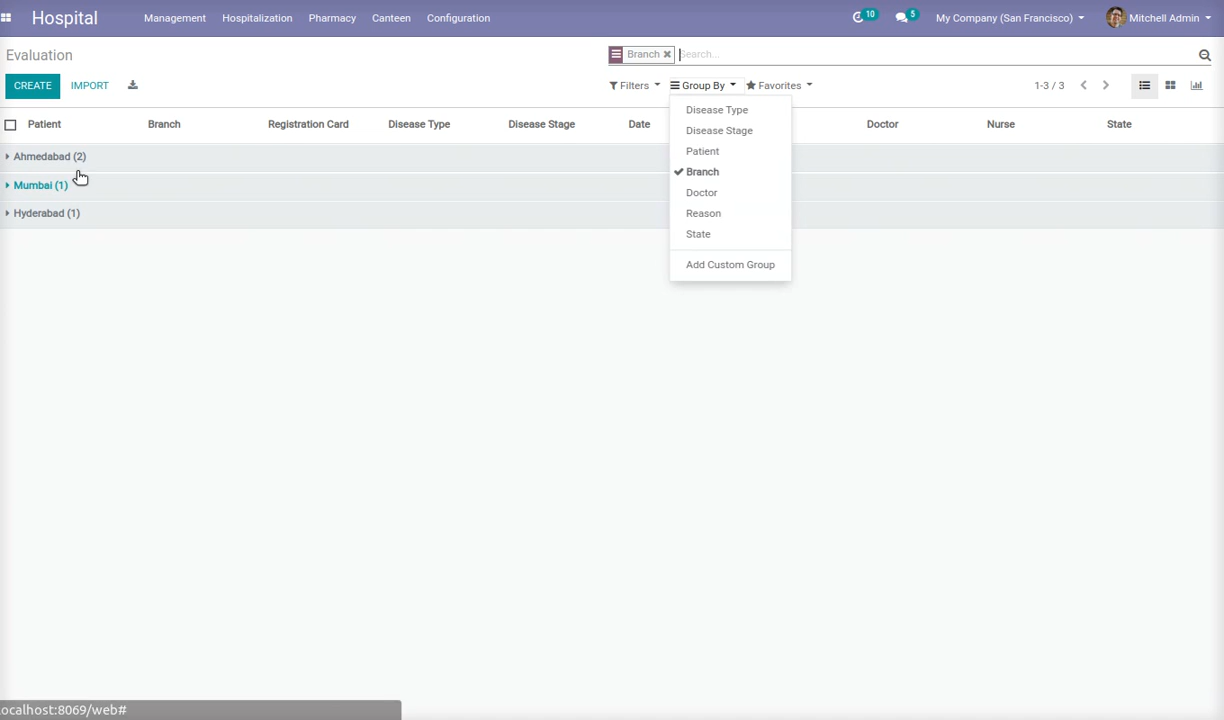 Hospital Management Hospitalization Pharmacy Canteen Configuration 10 5 My Company (San Francisco) Mitchell Admin
Evaluation Branch Search...
CREATE IMPORT Filters Group By Favorites 1-3 / 3
Patient Branch Registration Card Disease Type Disease Stage Date Doctor Nurse State
Ahmedabad (2)
Mumbai (1)
Hyderabad (1)
Disease Type
Disease Stage
Patient
Branch
Doctor
Reason
State
Add Custom Group
ocalhost:8069/web#